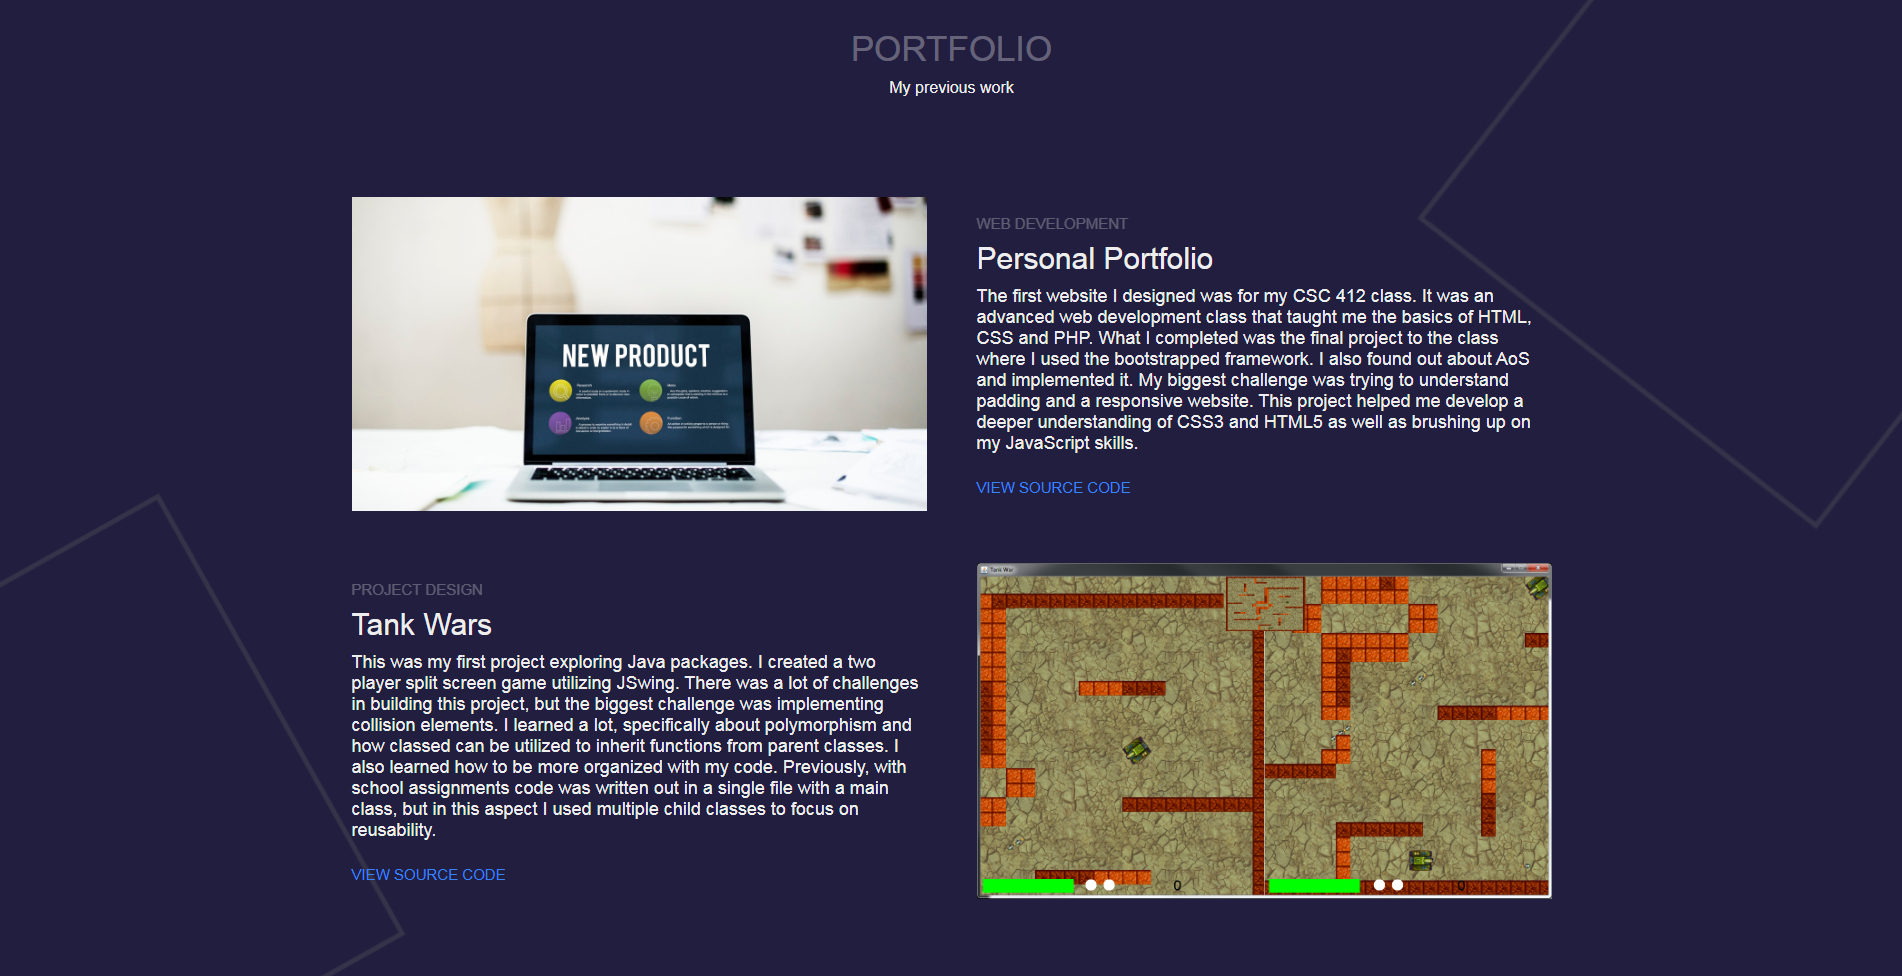 PORTFOLIO
My previous work
NEW PRODUCT
WEB DEVELOPMENT
Personal Portfolio
The first website I designed was for my CSC 412 class. It was an
advanced web development class that taught me the basics of HTML,
CSS and PHP. What I completed was the final project to the class
where I used the bootstrapped framework. I also found out about AoS
and implemented it. My biggest challenge was trying to understand
padding and a responsive website. This project helped me develop a
deeper understanding of CSS3 and HTML5 as well as brushing up on
my JavaScript skills.
VIEW SOURCE CODE
PROJECT DESIGN
Tank Wars
This was my first project exploring Java packages. I created a two
player split screen game utilizing JSwing. There was a lot of challenges
in building this project, but the biggest challenge was implementing
collision elements. I learned a lot, specifically about polymorphism and
how classed can be utilized to inherit functions from parent classes. I
also learned how to be more organized with my code. Previously, with
school assignments code was written out in a single file with a main
class, but in this aspect I used multiple child classes to focus on
reusability.
VIEW SOURCE CODE
Tank War
0
0